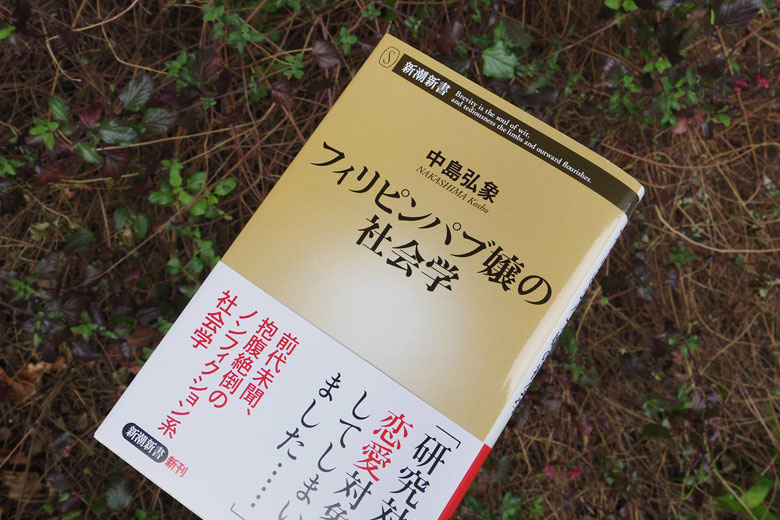 新潮新書
Brevity is the soul of wit,
and tediousness the limbs and outward flourishes.
中島弘象
NAKASHIMA Kosho
フィリピンパブ嬢の
社会学
「研究対
恋愛対象
してしまい
ました……」
前代未聞、
抱腹絶倒の
ノンフィクション系
社会学
新潮新書 新刊